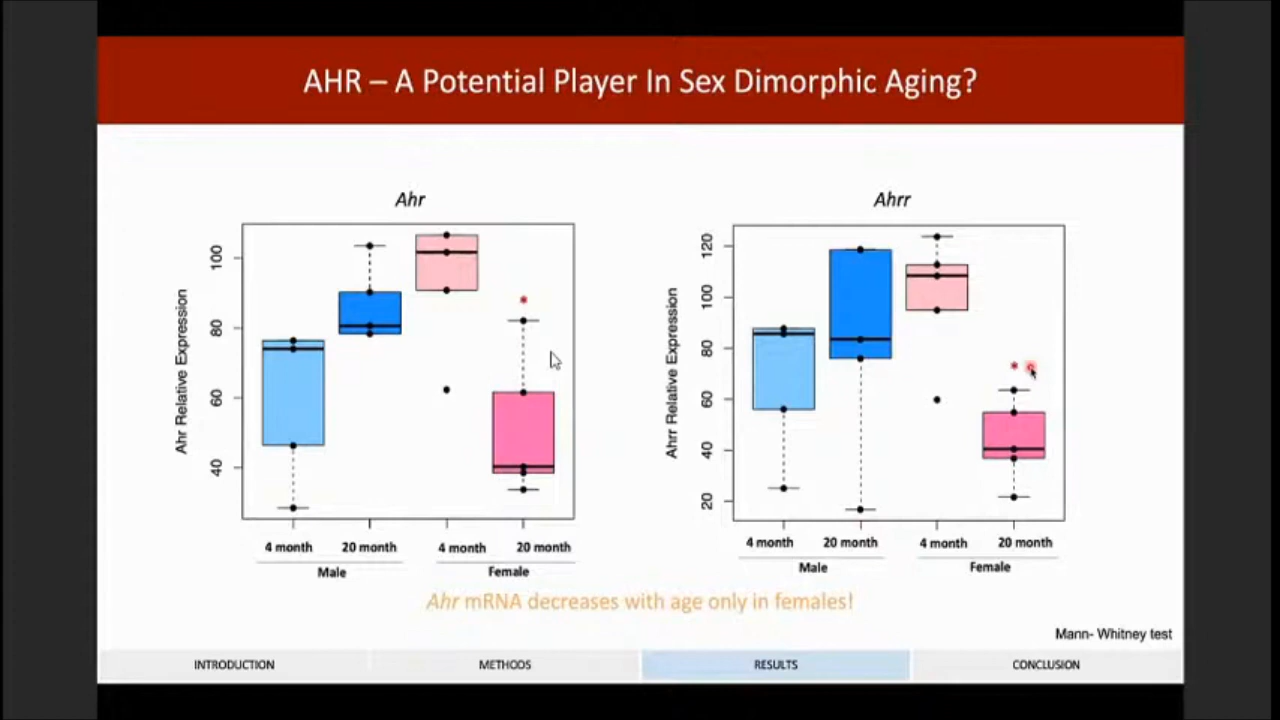 AHR – A Potential Player In Sex Dimorphic Aging?
Ahr
Ahr Relative Expression
100
80
60
40
4 month
20 month
4 month
20 month
Male
Female
Ahrr
Ahrr Relative Expression
120
100
80
60
40
20
4 month
20 month
4 month
20 month
Male
Female
Ahr mRNA decreases with age only in females!
Mann- Whitney test
INTRODUCTION
METHODS
RESULTS
CONCLUSION